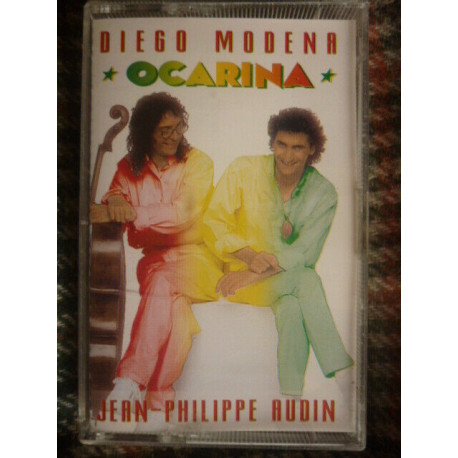 DIEGO MODENA
★ OCARINA ★
JEAN-PHILIPPE AUDIN